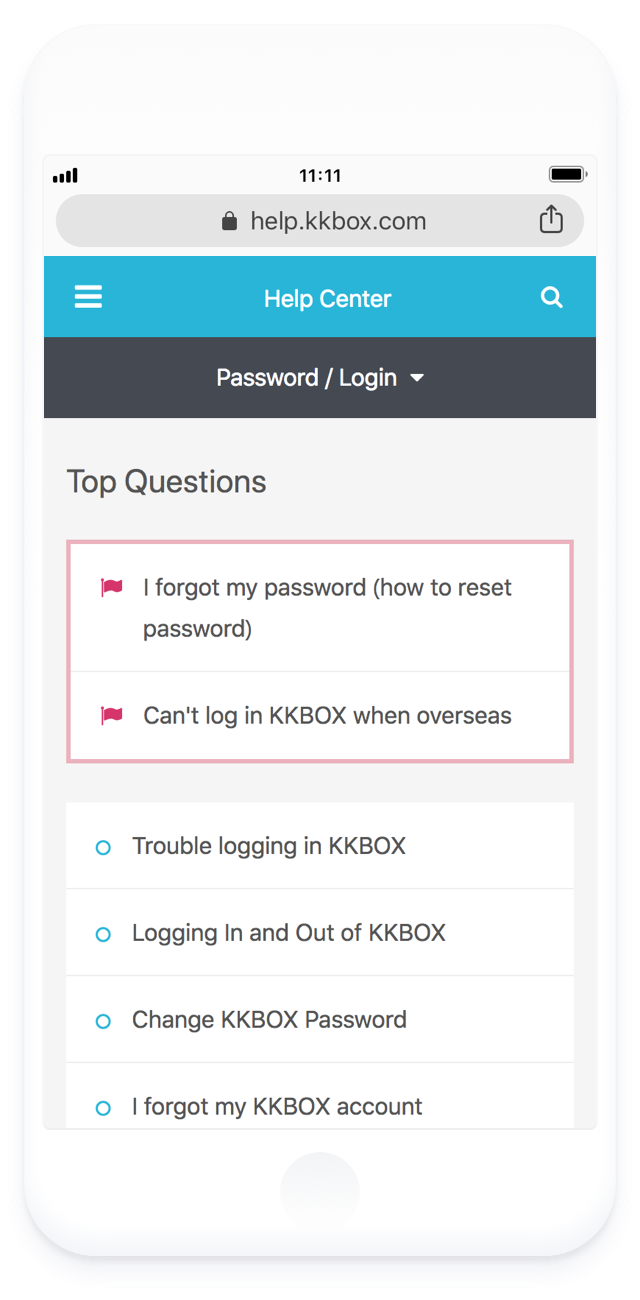 11:11
help.kkbox.com
Help Center
Password / Login
Top Questions
I forgot my password (how to reset
password)
Can't log in KKBOX when overseas
Trouble logging in KKBOX
Logging In and Out of KKBOX
Change KKBOX Password
I forgot my KKBOX account